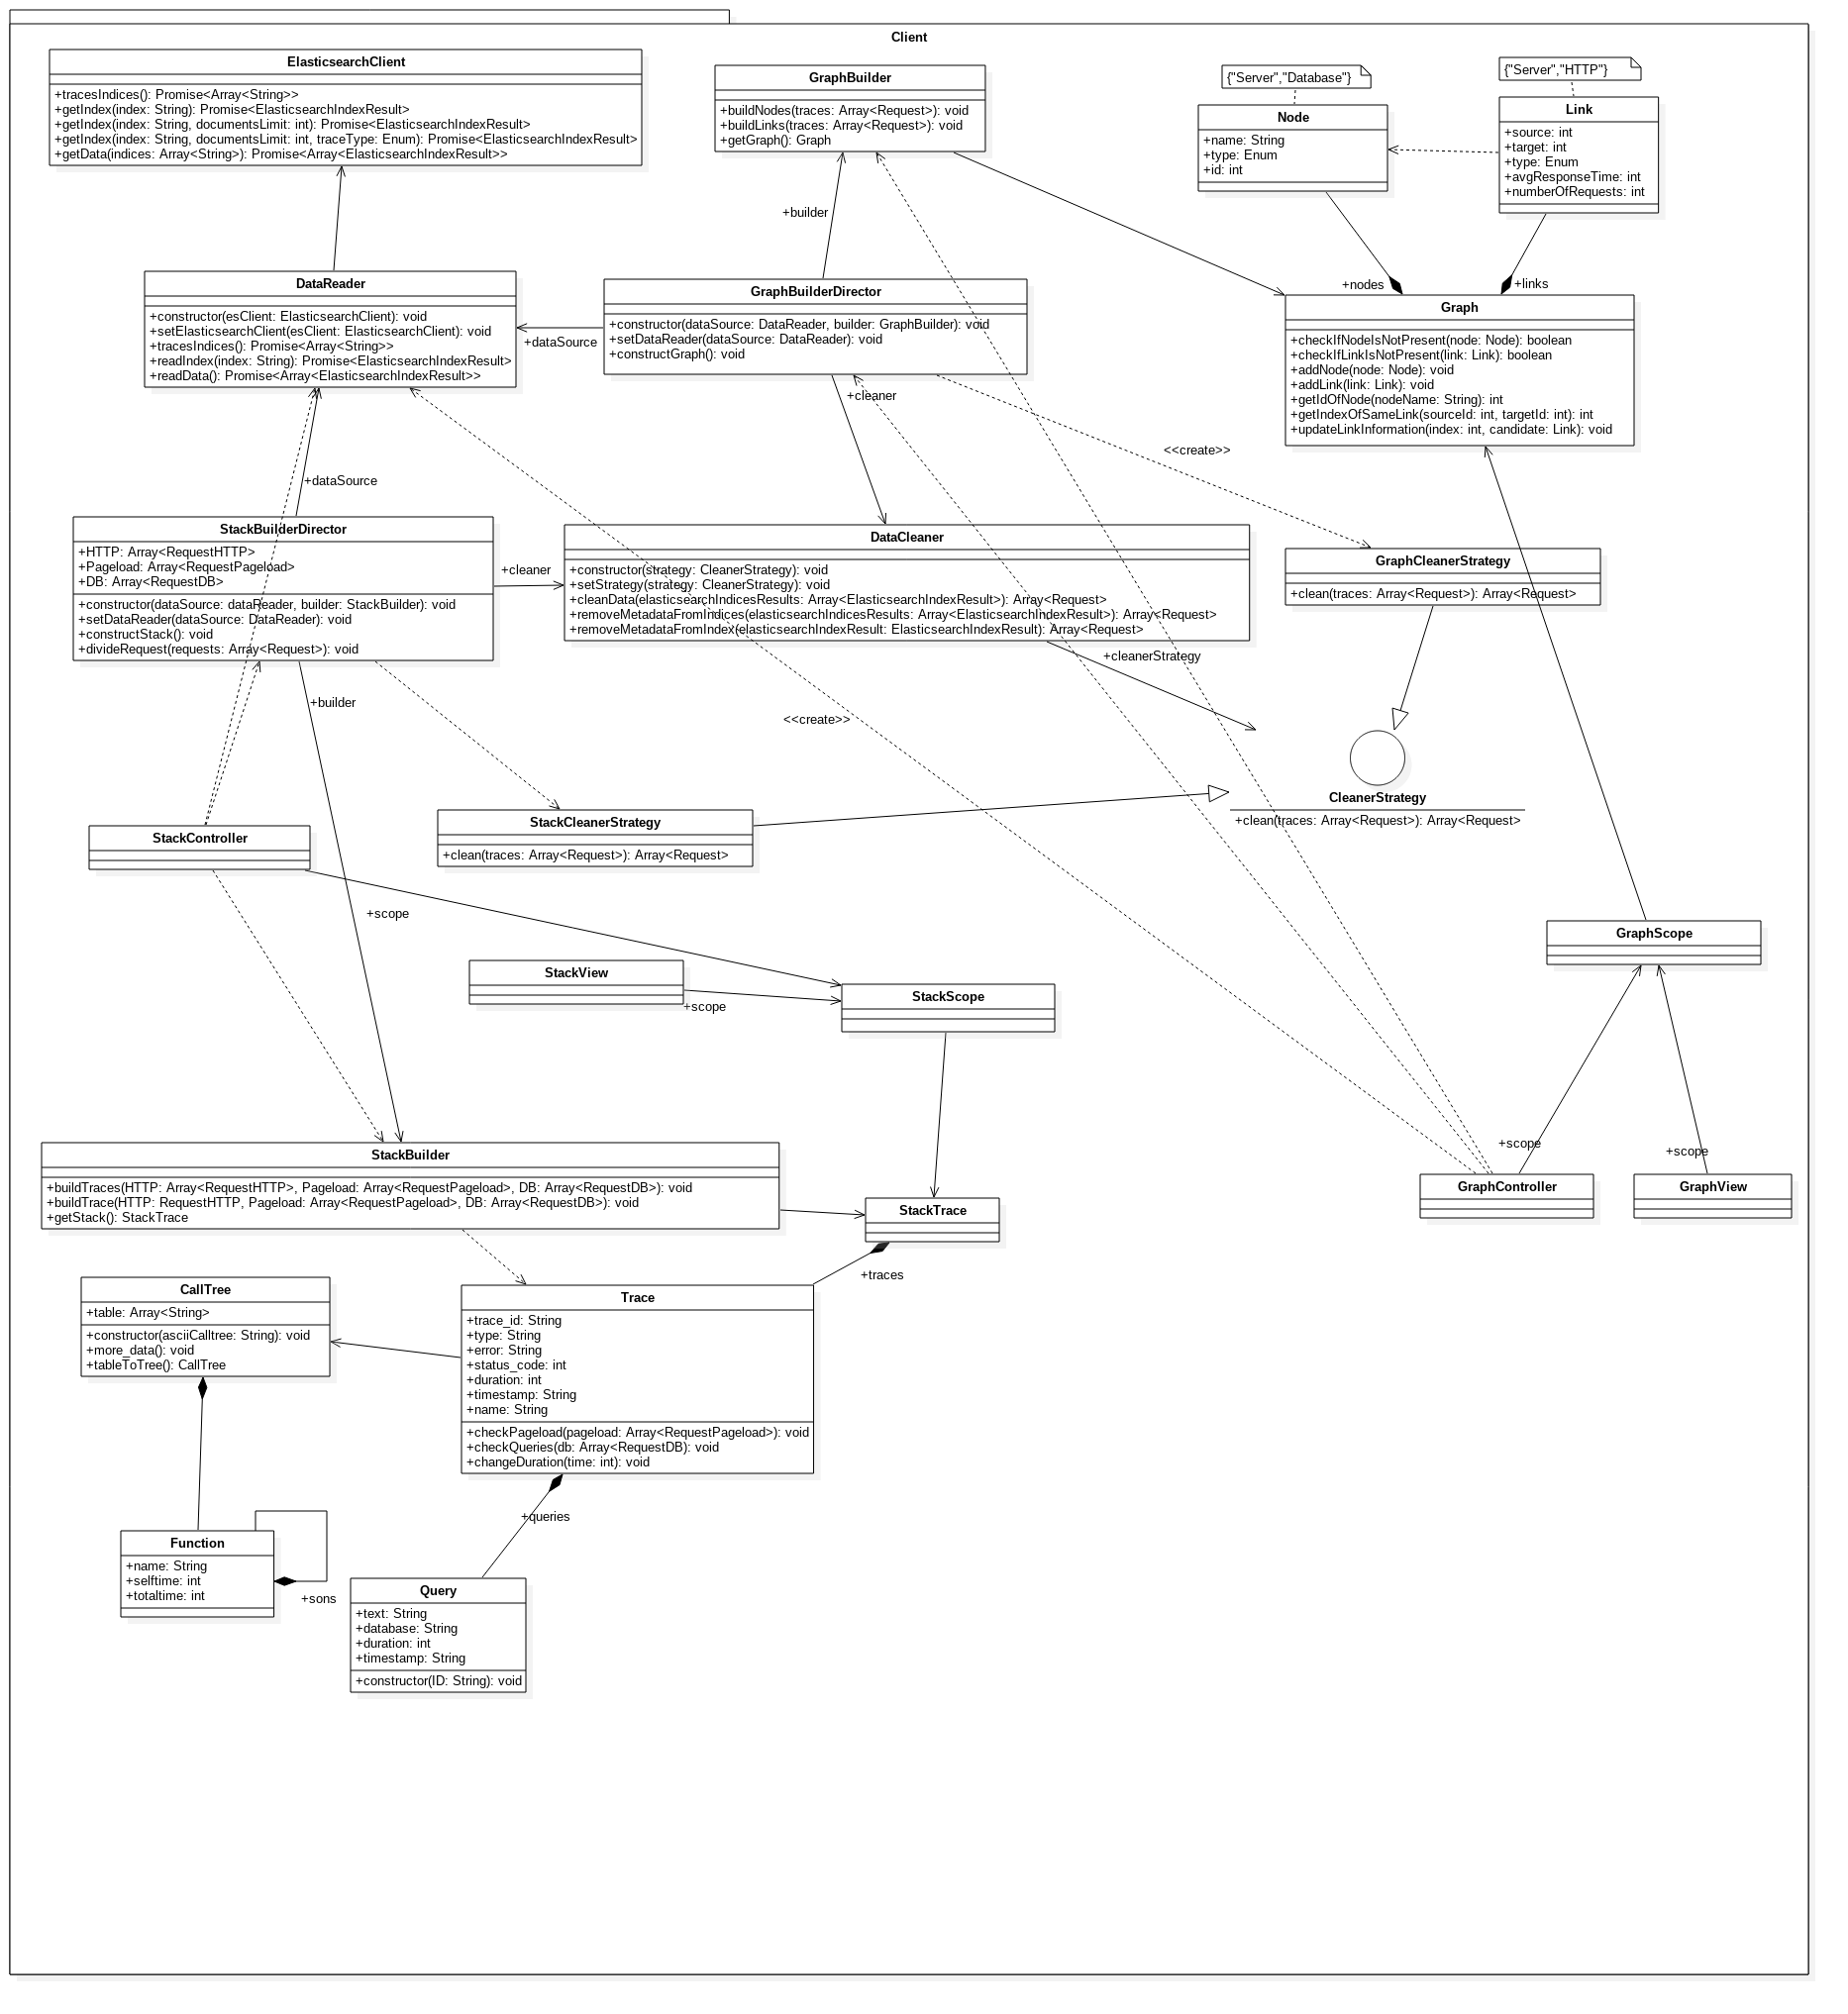 Client
ElasticsearchClient
+tracesIndices(): Promise<Array<String>>
+getIndex(index: String): Promise<ElasticsearchIndexResult>
+getIndex(index: String, documentsLimit: int): Promise<ElasticsearchIndexResult>
+getIndex(index: String, documentsLimit: int, traceType: Enum): Promise<ElasticsearchIndexResult>
+getData(indices: Array<String>): Promise<Array<ElasticsearchIndexResult>>
GraphBuilder
+buildNodes(traces: Array<Request>): void
+buildLinks(traces: Array<Request>): void
+getGraph(): Graph
{"Server","Database"}
Node
+name: String
+type: Enum
+id: int
{"Server","HTTP"}
Link
+source: int
+target: int
+type: Enum
+avgResponseTime: int
+numberOfRequests: int
+builder
+nodes
+links
DataReader
+constructor(esClient: ElasticsearchClient): void
+setElasticsearchClient(esClient: ElasticsearchClient): void
+tracesIndices(): Promise<Array<String>>
+readIndex(index: String): Promise<ElasticsearchIndexResult>
+readData(): Promise<Array<ElasticsearchIndexResult>>
+dataSource
GraphBuilderDirector
+constructor(dataSource: DataReader, builder: GraphBuilder): void
+setDataReader(dataSource: DataReader): void
+constructGraph(): void
Graph
+checkIfNodeIsNotPresent(node: Node): boolean
+checkIfLinkIsNotPresent(link: Link): boolean
+addNode(node: Node): void
+addLink(link: Link): void
+getIdOfNode(nodeName: String): int
+getIndexOfSameLink(sourceId: int, targetId: int): int
+updateLinkInformation(index: int, candidate: Link): void
+cleaner
<<create>>
+dataSource
StackBuilderDirector
+HTTP: Array<RequestHTTP>
+Pageload: Array<RequestPageload>
+DB: Array<RequestDB>
+constructor(dataSource: dataReader, builder: StackBuilder): void
+setDataReader(dataSource: DataReader): void
+constructStack(): void
+divideRequest(requests: Array<Request>): void
+cleaner
DataCleaner
+constructor(strategy: CleanerStrategy): void
+setStrategy(strategy: CleanerStrategy): void
+cleanData(elasticsearchIndicesResults: Array<ElasticsearchIndexResult>): Array<Request>
+removeMetadataFromIndices(elasticsearchIndicesResults: Array<ElasticsearchIndexResult>): Array<Request>
+removeMetadataFromIndex(elasticsearchIndexResult: ElasticsearchIndexResult): Array<Request>
GraphCleanerStrategy
+clean(traces: Array<Request>): Array<Request>
+cleanerStrategy
+builder
<<create>>
CleanerStrategy
+clean(traces: Array<Request>): Array<Request>
StackController
StackCleanerStrategy
+clean(traces: Array<Request>): Array<Request>
+scope
GraphScope
StackView
+scope
StackScope
+scope
+scope
StackBuilder
+buildTraces(HTTP: Array<RequestHTTP>, Pageload: Array<RequestPageload>, DB: Array<RequestDB>): void
+buildTrace(HTTP: RequestHTTP, Pageload: Array<RequestPageload>, DB: Array<RequestDB>): void
+getStack(): StackTrace
StackTrace
GraphController
GraphView
+traces
CallTree
+table: Array<String>
+constructor(asciiCalltree: String): void
+more_data(): void
+tableToTree(): CallTree
Trace
+trace_id: String
+type: String
+error: String
+status_code: int
+duration: int
+timestamp: String
+name: String
+checkPageload(pageload: Array<RequestPageload>): void
+checkQueries(db: Array<RequestDB): void
+changeDuration(time: int): void
+queries
Function
+name: String
+selftime: int
+totaltime: int
+sons
Query
+text: String
+database: String
+duration: int
+timestamp: String
+constructor(ID: String): void